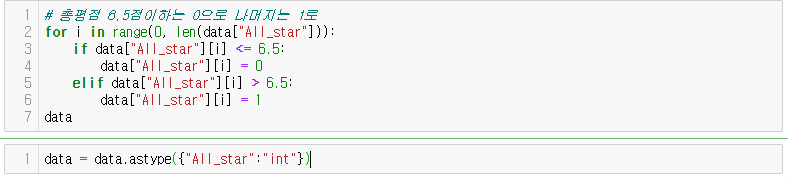 1 # 총평점 6.5점이하는 0으로 나머지는 1로
2 for i in range(0, len(data["All_star"])):
3 if data["All_star"][i] <= 6.5:
4 data["All_star"][i] = 0
5 elif data["All_star"][i] > 6.5:
6 data["All_star"][i] = 1
7 data
1 data = data.astype({"All_star":"int"})